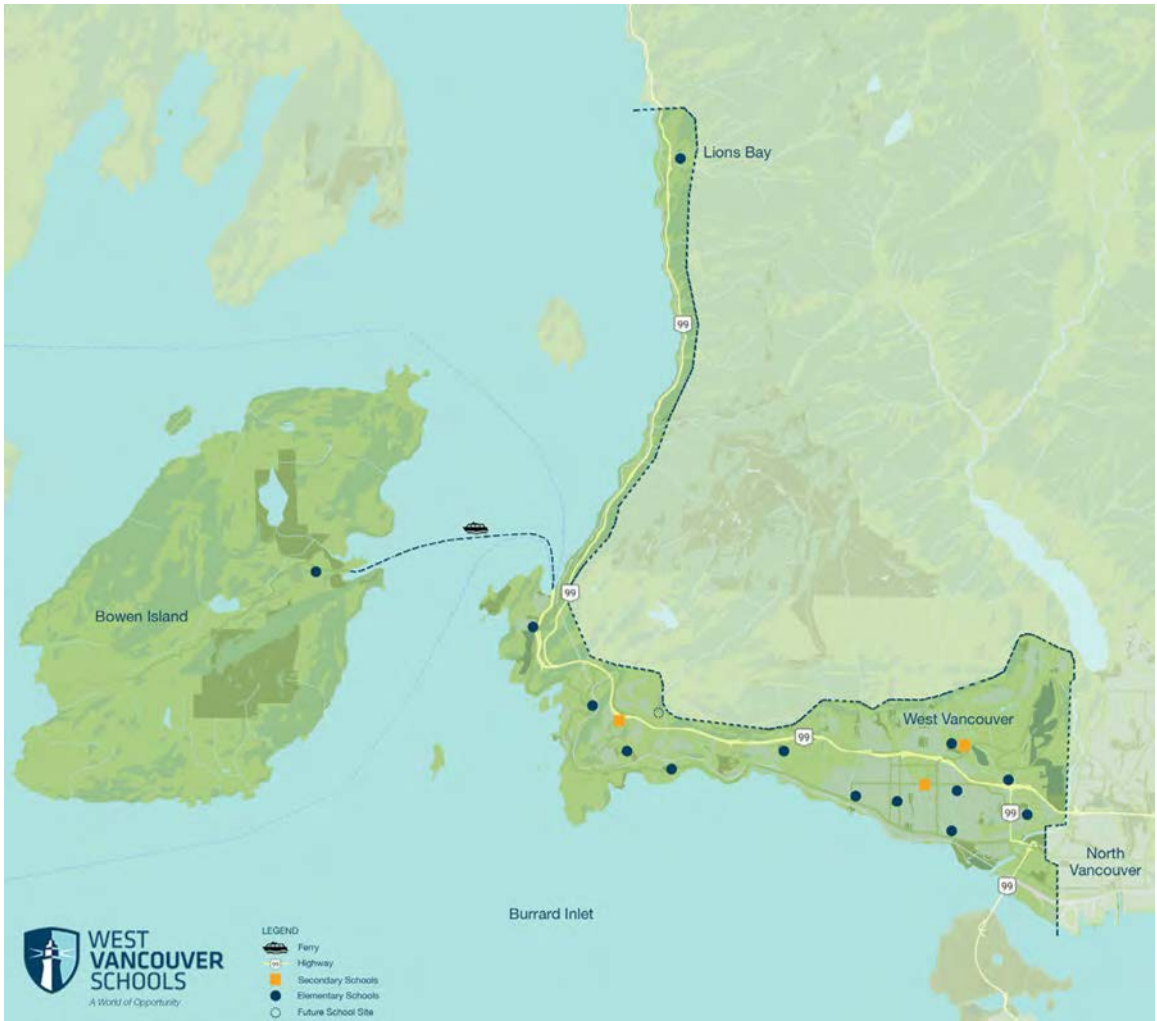 Lions Bay
99
99
Bowen Island
West Vancouver
99
99
North
Vancouver
99
Burrard Inlet
WEST
VANCOUVER
SCHOOLS
A World of Opportunity
LEGEND
Ferry
99 Highway
Secondary Schools
Elementary Schools
Future School Site